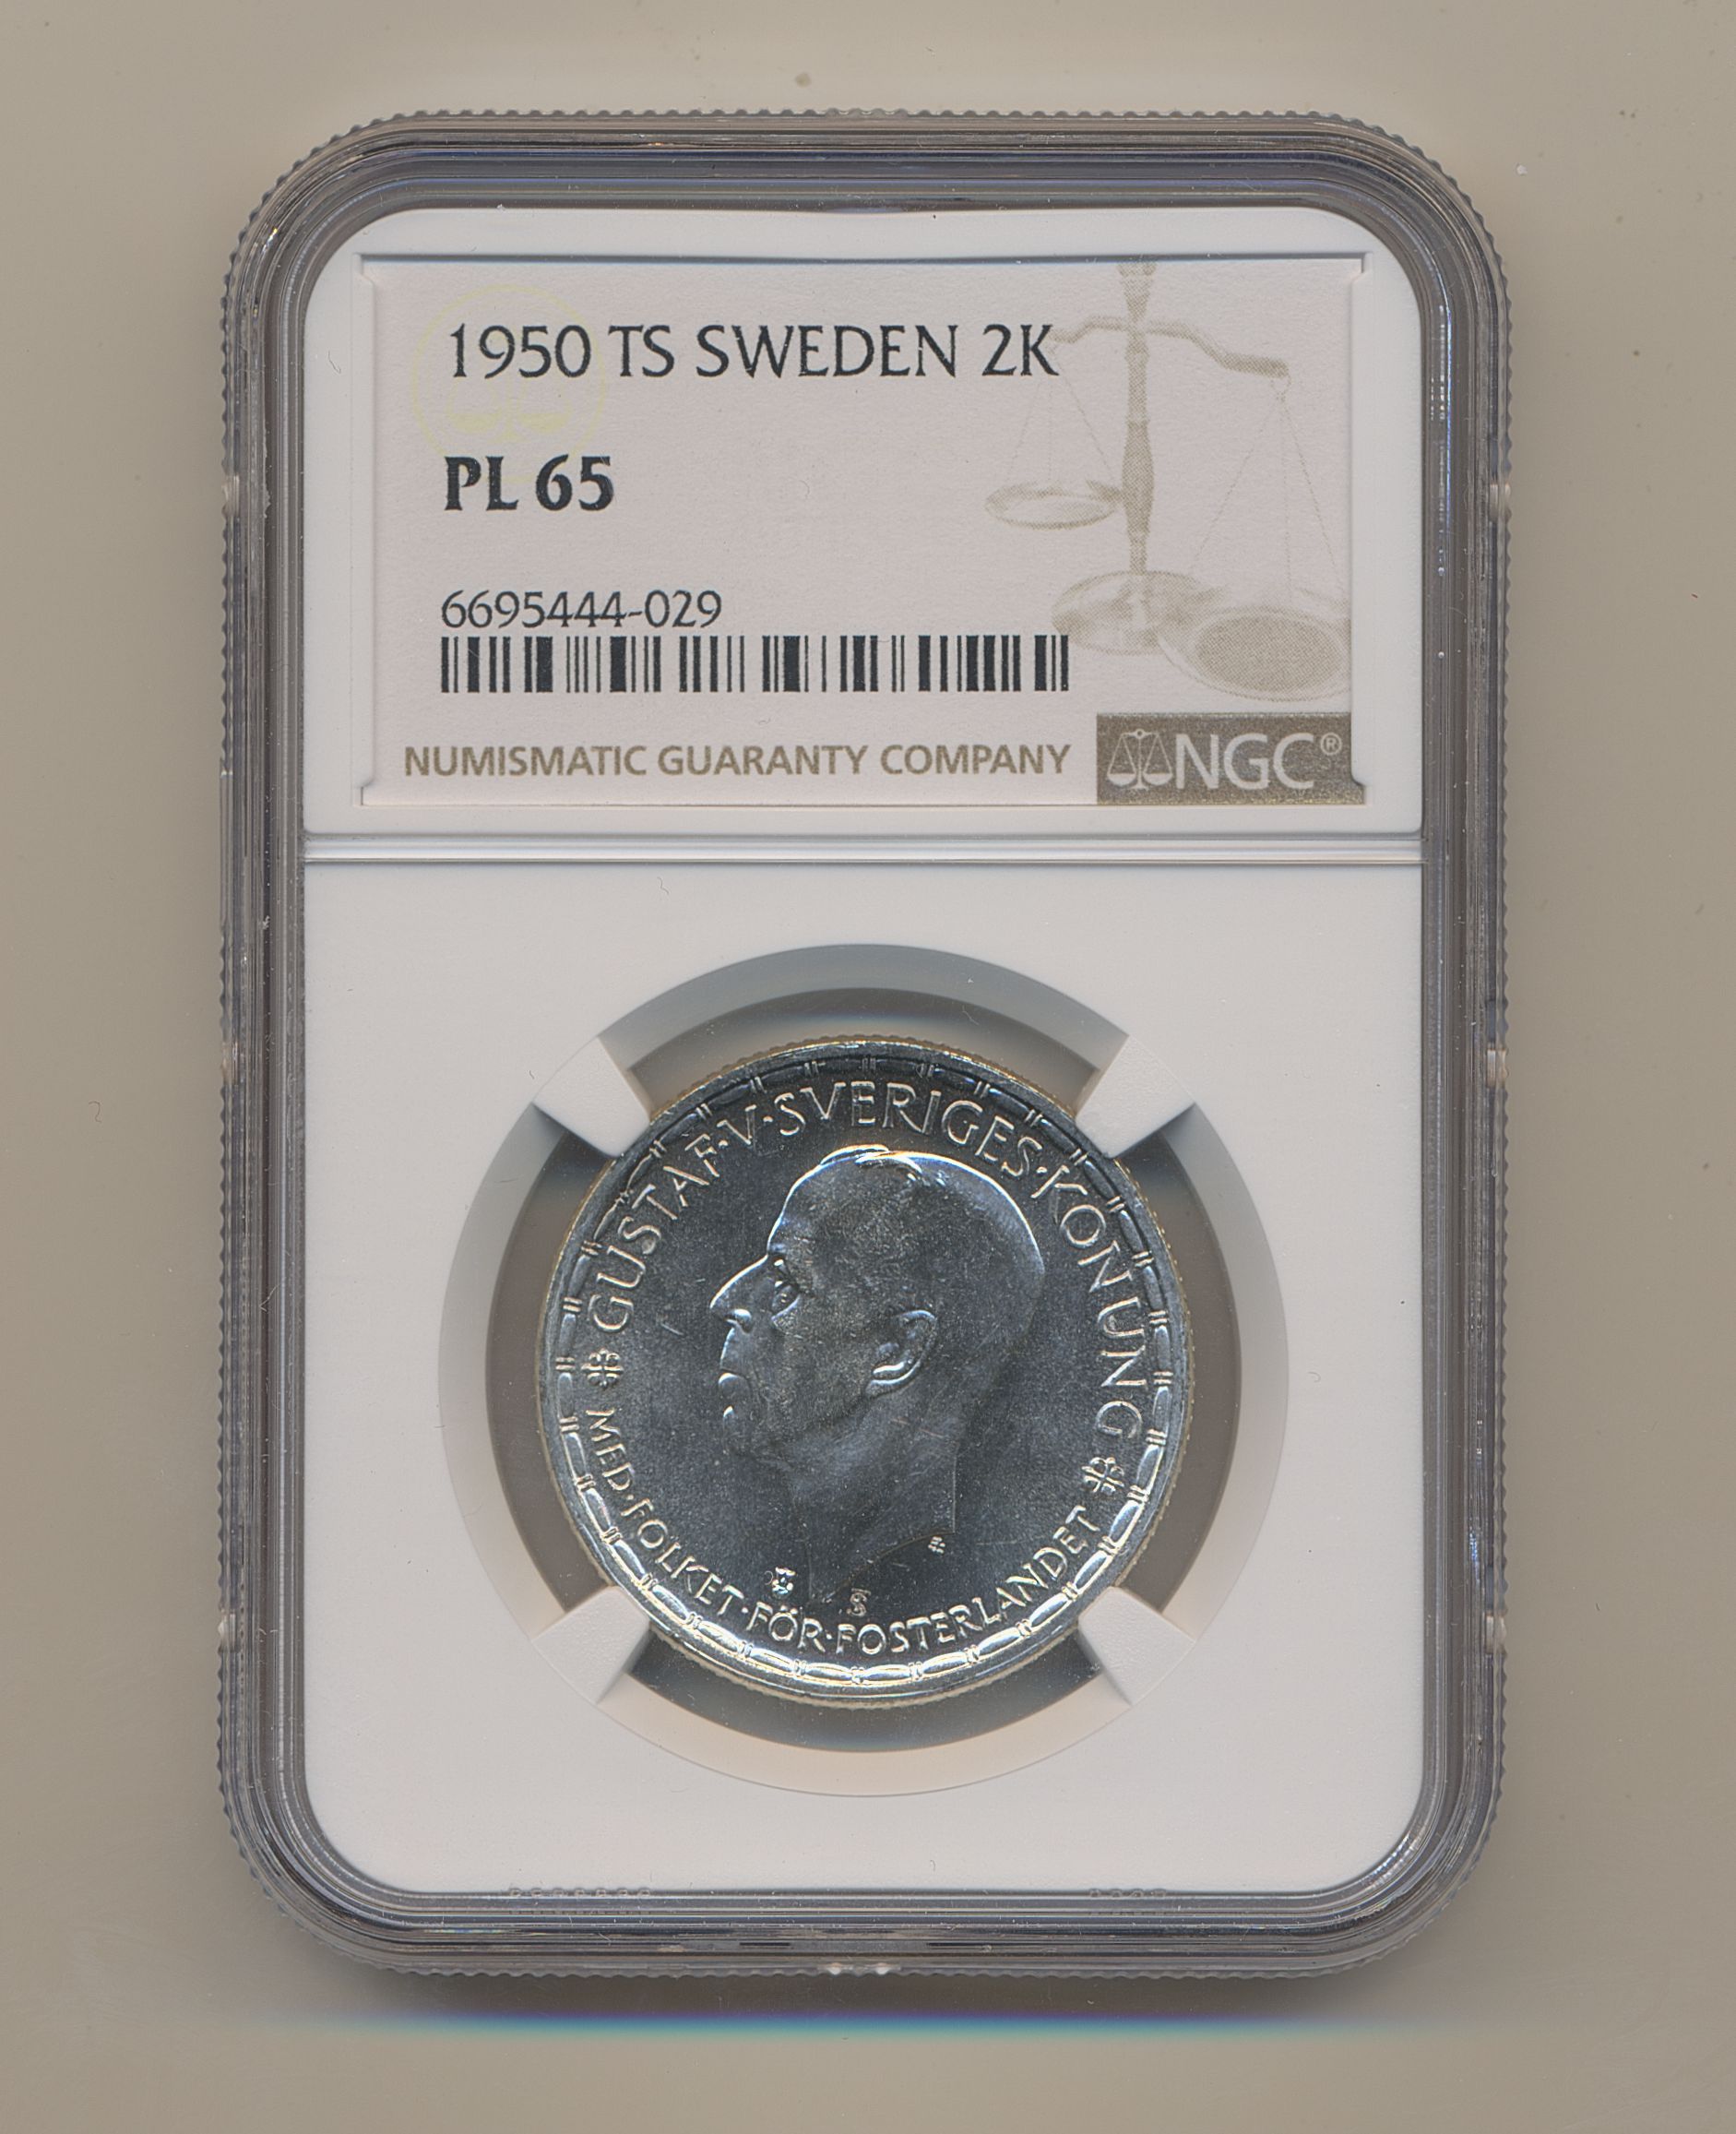 1950 TS SWEDEN 2K
PL 65
6695444-029
NUMISMATIC GUARANTY COMPANY
NGC®
GUSTAF·V·SVERIGES·KONUNG
MED·FOLKET·FÖR·FOSTERLANDET